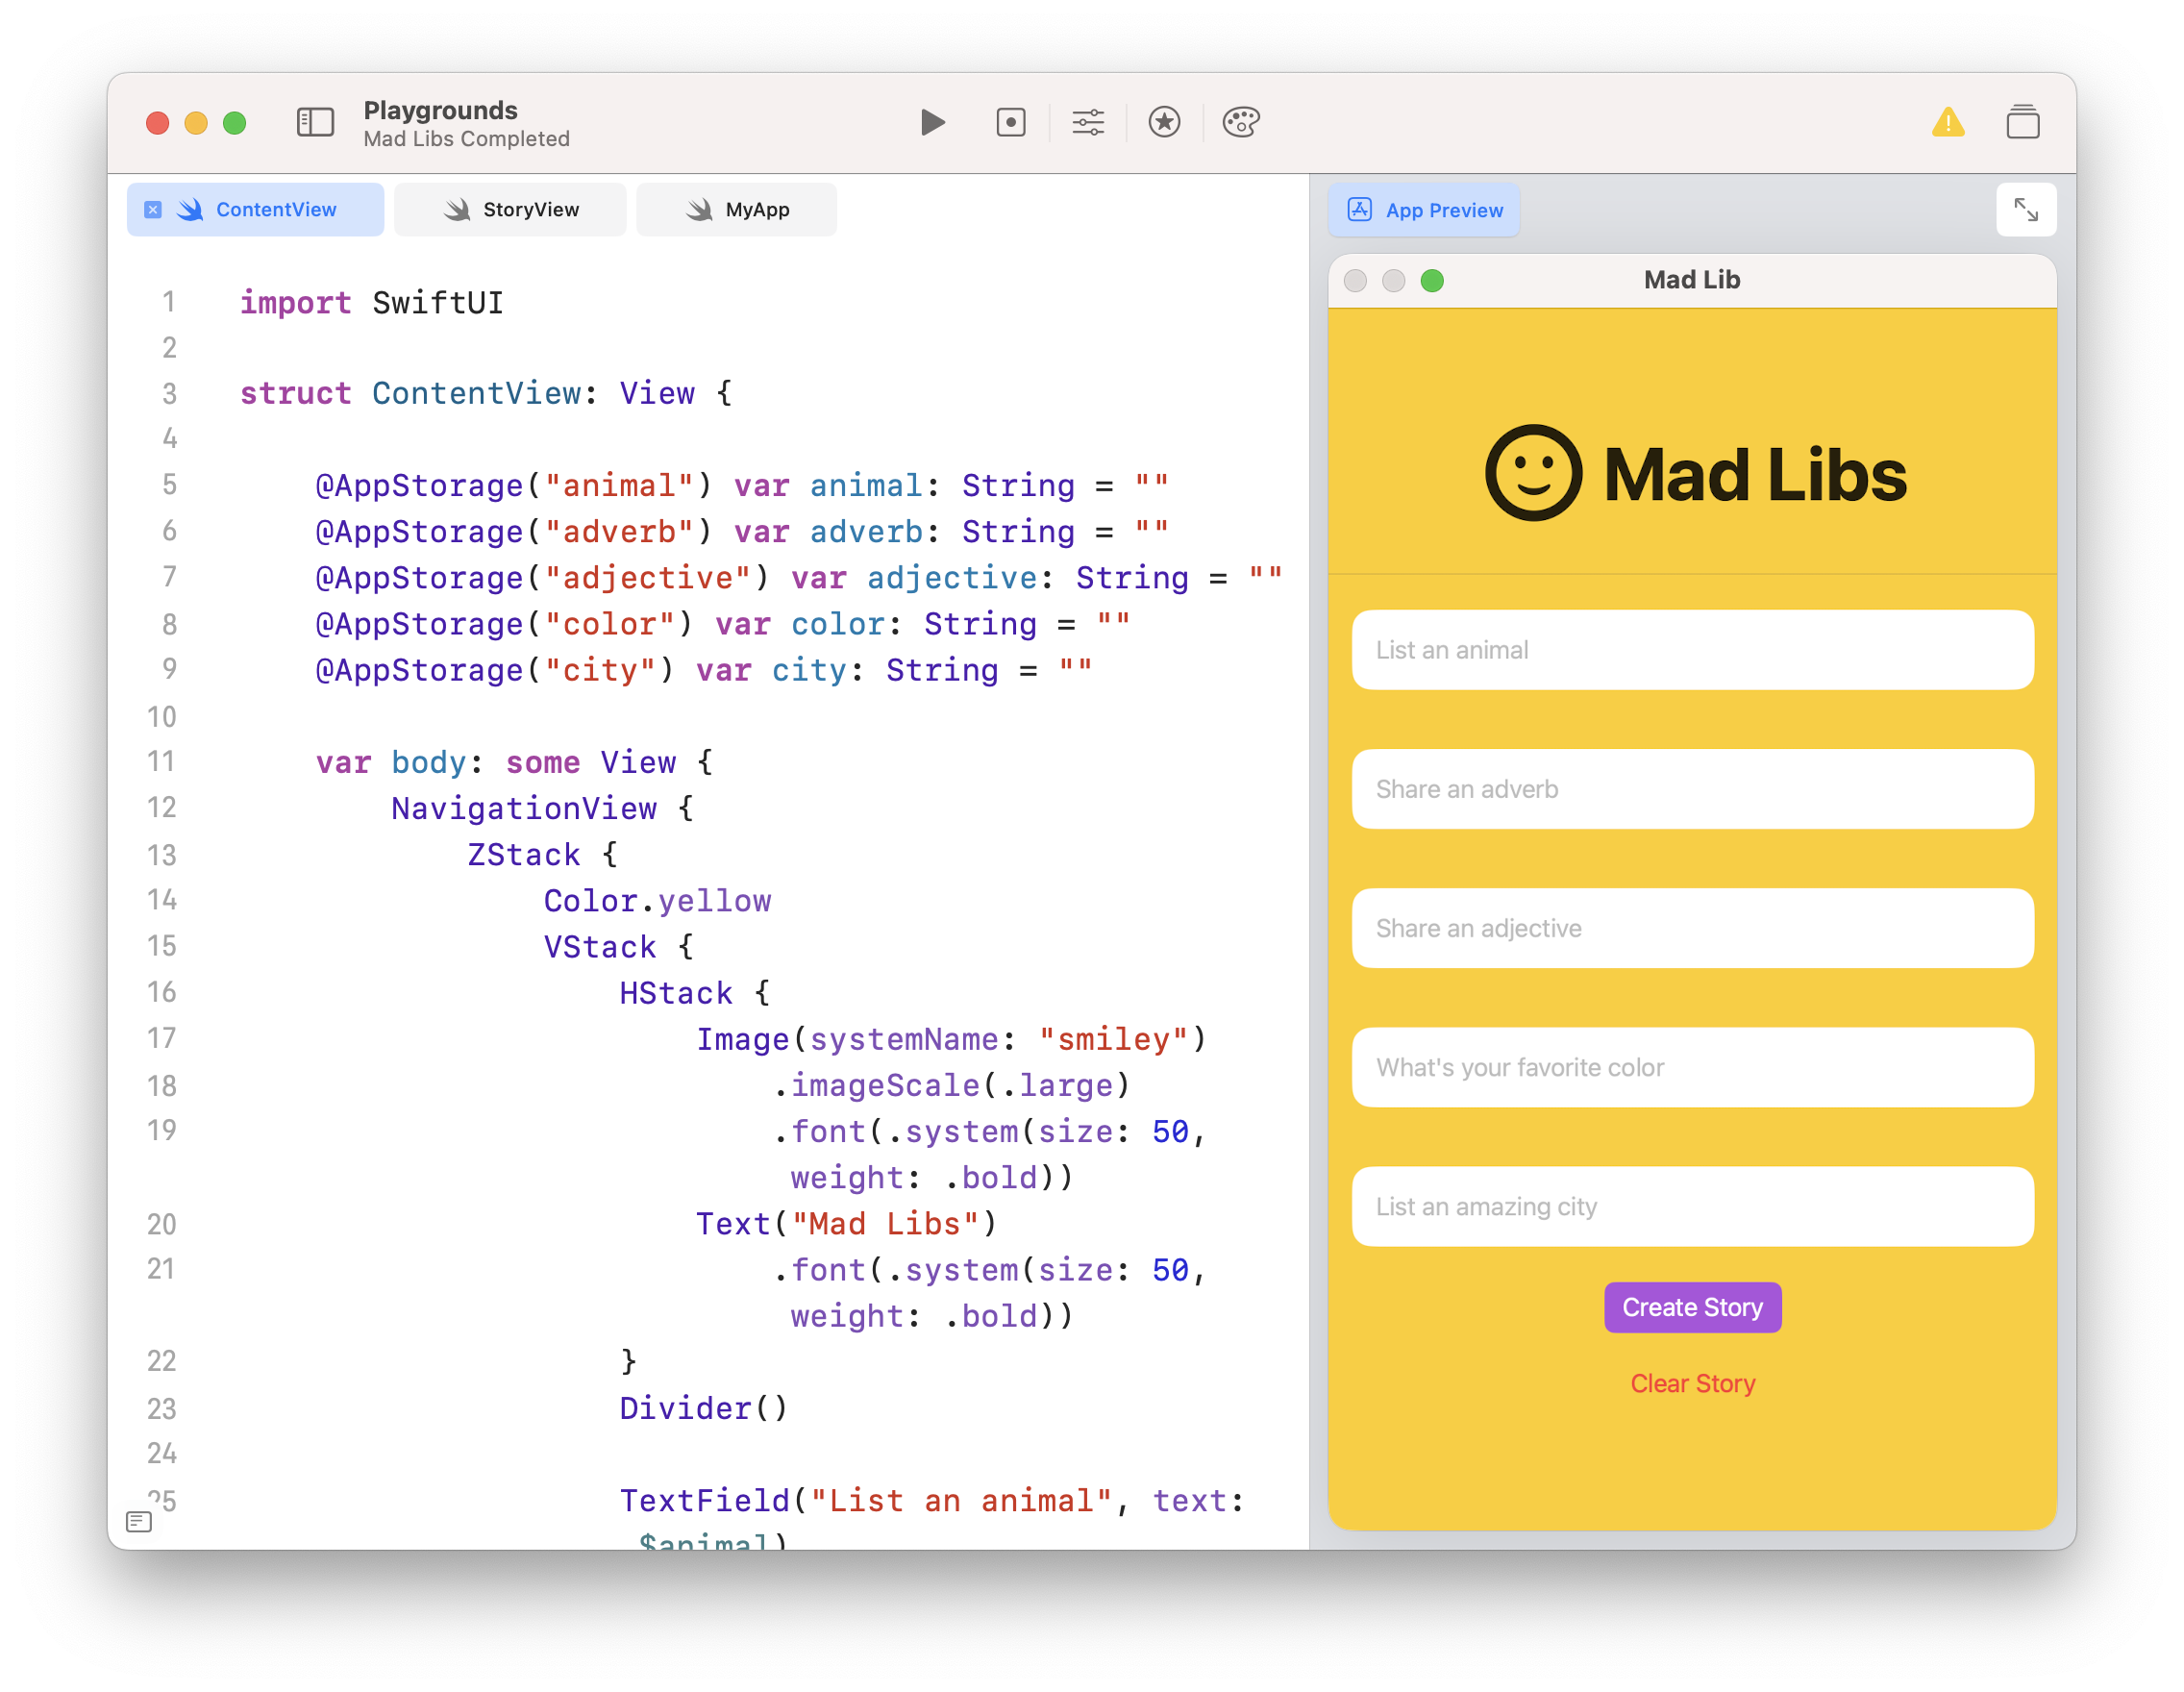 Playgrounds
Mad Libs Completed
ContentView
StoryView
MyApp
1 import SwiftUI
2
3 struct ContentView: View {
4
5 @AppStorage("animal") var animal: String = ""
6 @AppStorage("adverb") var adverb: String = ""
7 @AppStorage("adjective") var adjective: String = ""
8 @AppStorage("color") var color: String = ""
9 @AppStorage("city") var city: String = ""
10
11 var body: some View {
12 NavigationView {
13 ZStack {
14 Color.yellow
15 VStack {
16 HStack {
17 Image(systemName: "smiley")
18 .imageScale(.large)
19 .font(.system(size: 50,
weight: .bold))
20 Text("Mad Libs")
21 .font(.system(size: 50,
weight: .bold))
22 }
23 Divider()
24
25 TextField("List an animal", text:
$animal)
App Preview
Mad Lib
Mad Libs
List an animal
Share an adverb
Share an adjective
What's your favorite color
List an amazing city
Create Story
Clear Story